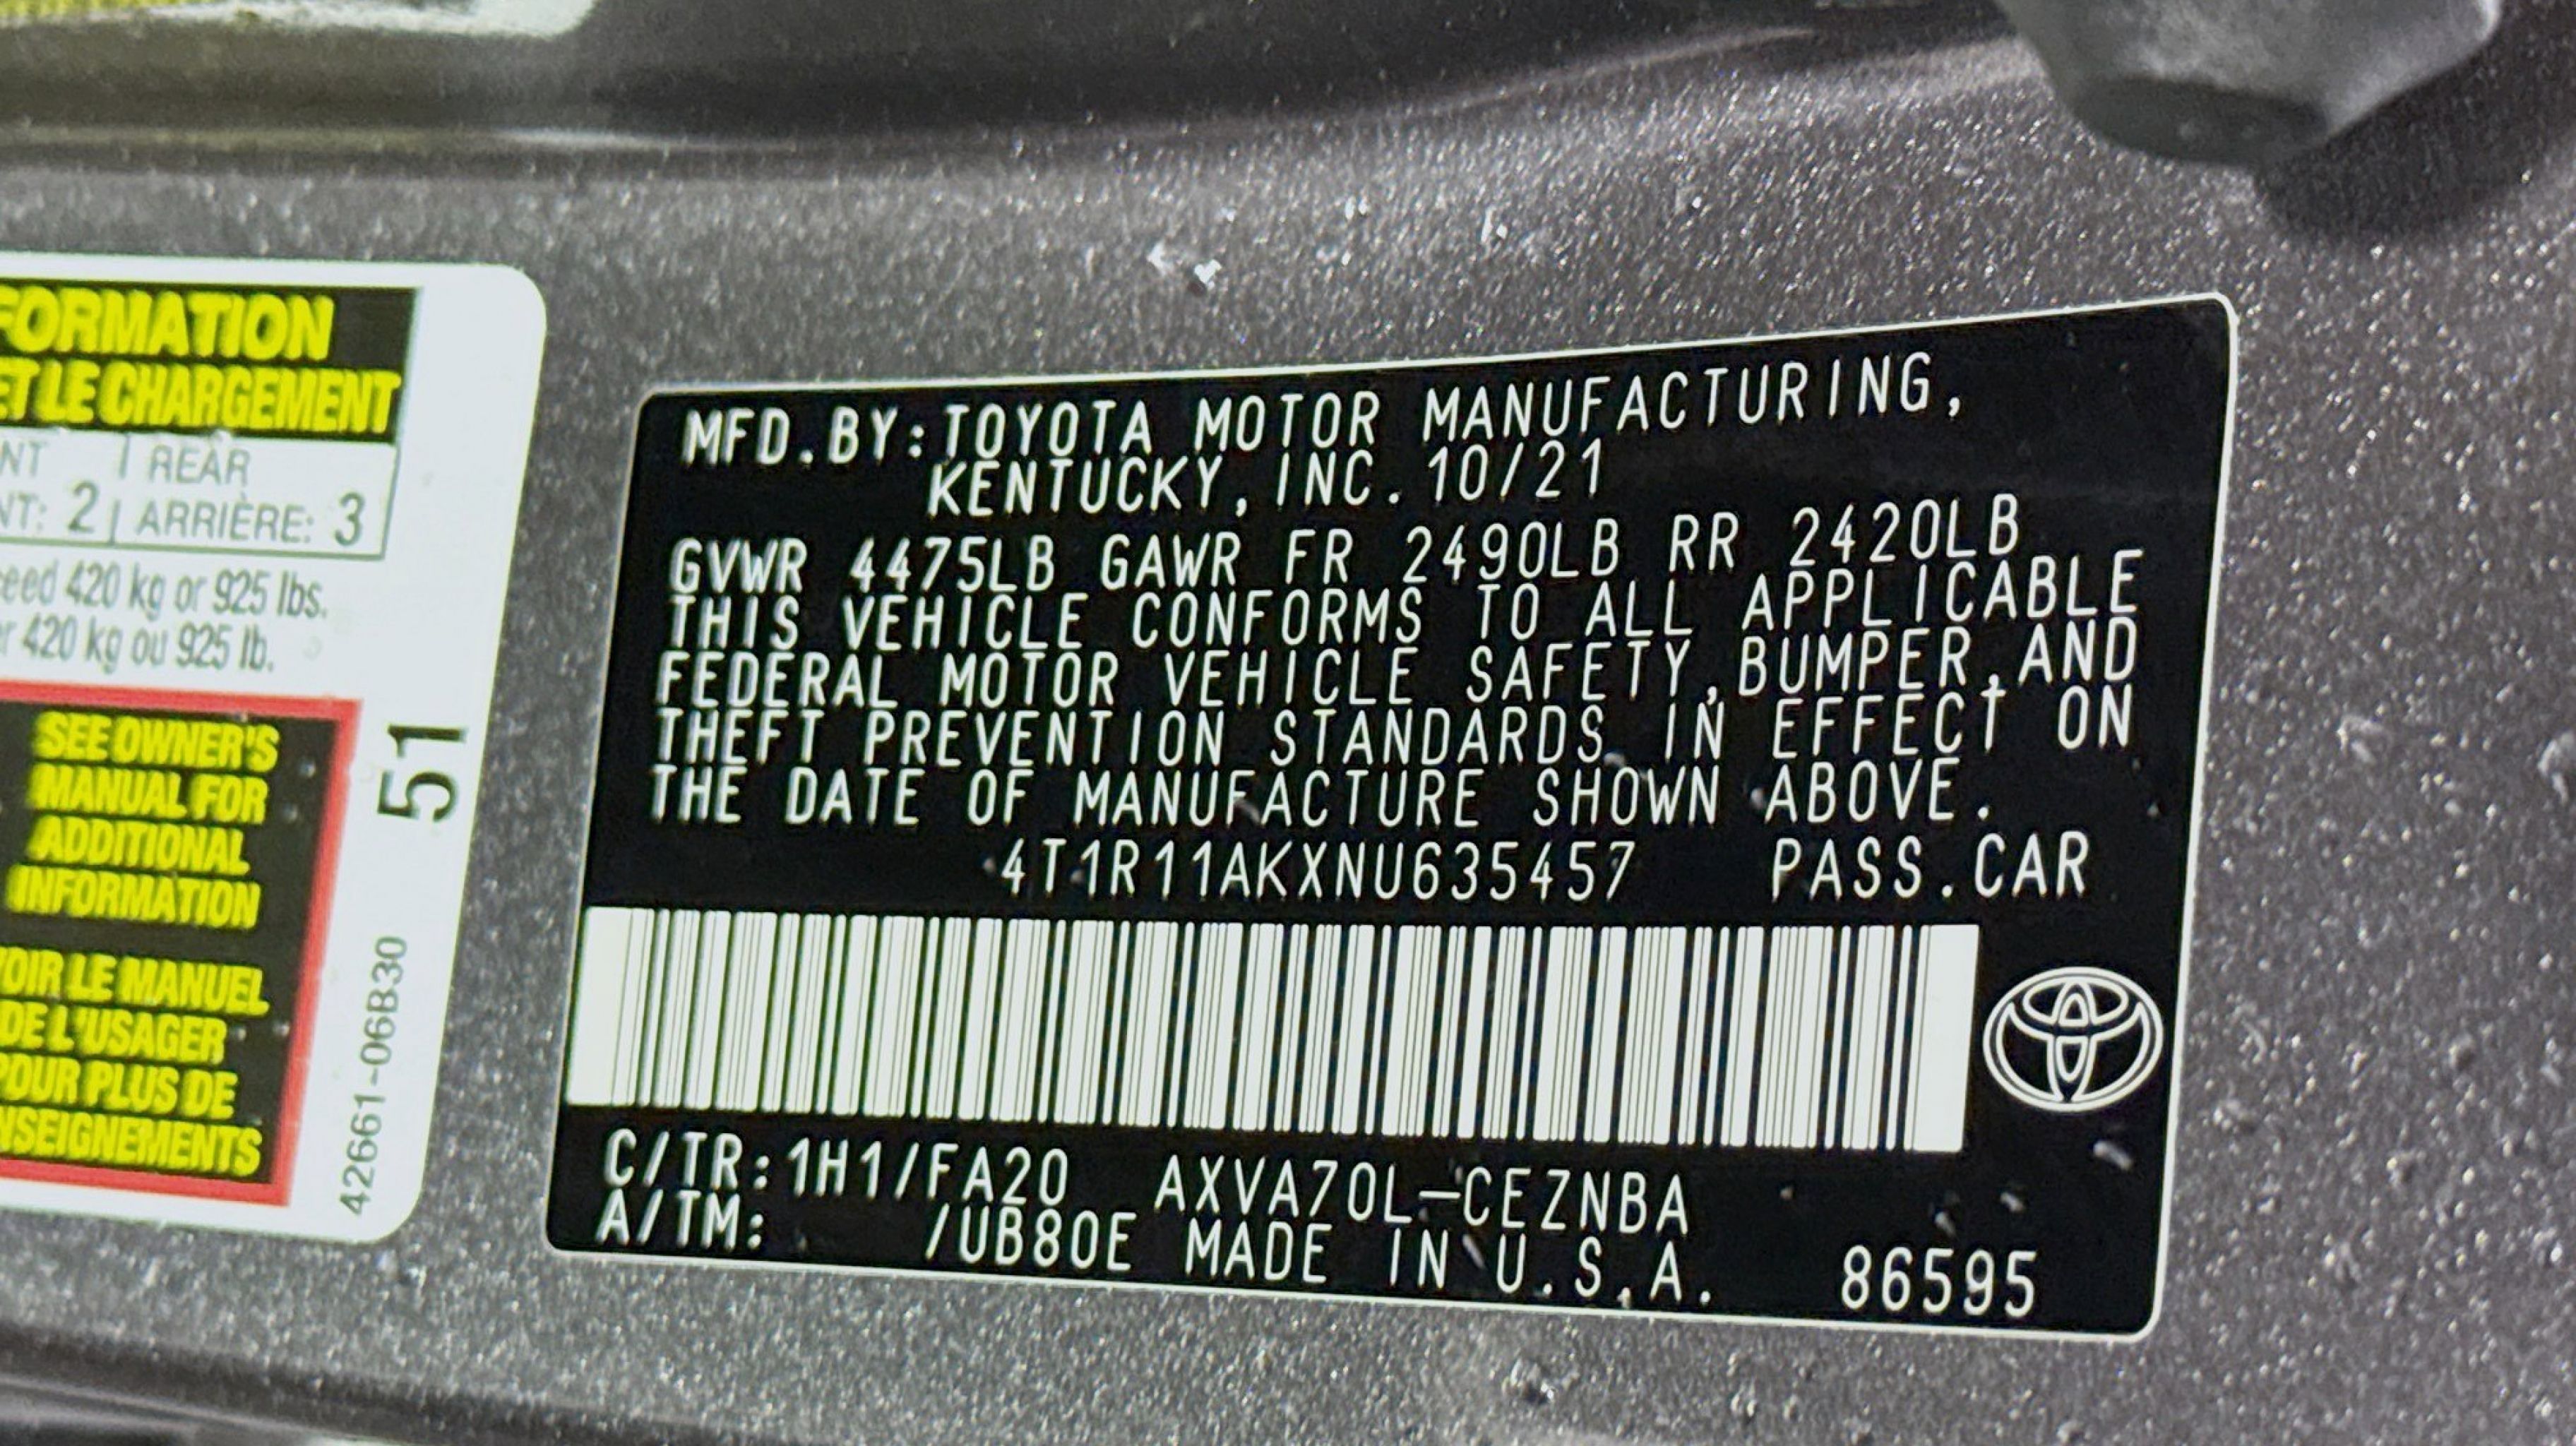 FORMATION
ET LE CHARGEMENT
NT REAR
NT: 2 ARRIÈRE: 3
eed 420 kg or 925 lbs.
r 420 kg ou 925 lb.
SEE OWNER'S
MANUAL FOR
ADDITIONAL
INFORMATION
OIR LE MANUEL
DE L'USAGER
POUR PLUS DE
NSEIGNEMENTS
51
42661-06B30
MFD.BY:TOYOTA MOTOR MANUFACTURING,
KENTUCKY, INC. 10/21
GVWR 4475LB GAWR FR 2490LB RR 2420LB
THIS VEHICLE CONFORMS TO ALL APPLICABLE
FEDERAL MOTOR VEHICLE SAFETY,BUMPER,AND
THEFT PREVENTION STANDARDS IN EFFECT ON
THE DATE OF MANUFACTURE SHOWN ABOVE.
4T1R11AKXNU635457 PASS.CAR
C/TR:1H1/FA20 AXVA70L-CEZNBA
A/TM: /UB80E MADE IN U.S.A. 86595